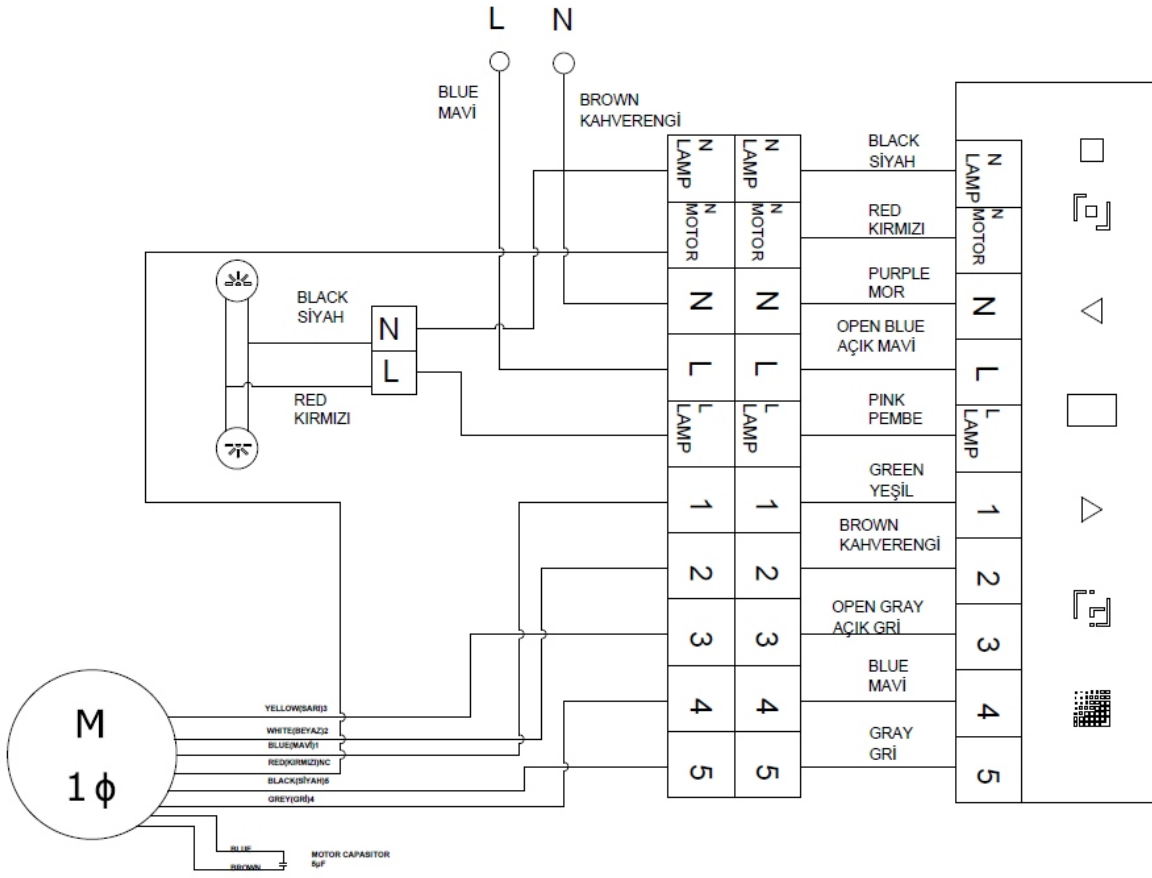 L N
BLUE
MAVİ
BROWN
KAHVERENGİ
N LAMP
N LAMP
BLACK
SİYAH
N LAMP
N MOTOR
N MOTOR
RED
KIRMIZI
N MOTOR
N
N
PURPLE
MOR
N
L
L
OPEN BLUE
AÇIK MAVİ
L
L LAMP
L LAMP
PINK
PEMBE
L LAMP
1
1
GREEN
YEŞİL
1
2
2
BROWN
KAHVERENGİ
2
3
3
OPEN GRAY
AÇIK GRİ
3
4
4
BLUE
MAVİ
4
5
5
GRAY
GRİ
5
BLACK
SİYAH
N
L
RED
KIRMIZI
M
1ϕ
YELLOW(SARI)3
WHITE(BEYAZ)2
BLUE(MAVİ)1
RED(KIRMIZI)NC
BLACK(SİYAH)5
GREY(GRİ)4
BLUE
BROWN
MOTOR CAPASITOR
5µF